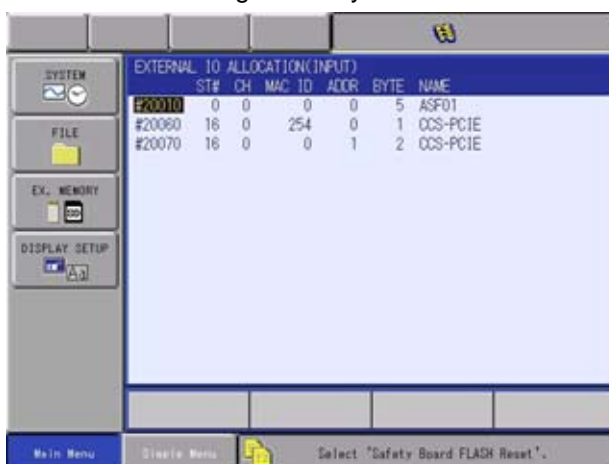 SYSTEM
FILE
EX. MEMORY
DISPLAY SETUP
EXTERNAL IO ALLOCATION(INPUT)
ST# CH MAC ID ADDR BYTE NAME
#20010 0 0 0 0 5 ASF01
#20060 16 0 254 0 1 CCS-PCIE
#20070 16 0 0 1 2 CCS-PCIE
Main Menu
Simple Menu
Select "Safety Board FLASH Reset".